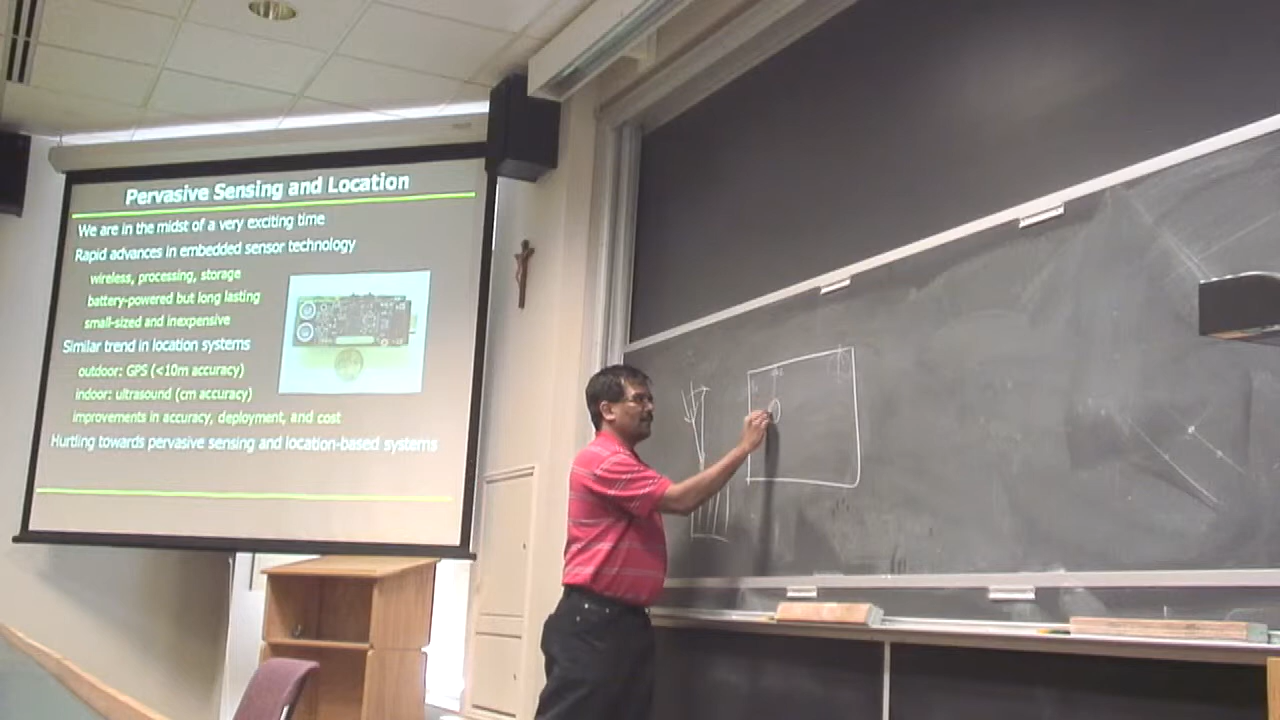 Pervasive Sensing and Location
We are in the midst of a very exciting time
Rapid advances in embedded sensor technology
wireless, processing, storage
battery-powered but long lasting
small-sized and inexpensive
Similar trend in location systems
outdoor: GPS (<10m accuracy)
indoor: ultrasound (cm accuracy)
improvements in accuracy, deployment, and cost
Hurtling towards pervasive sensing and location-based systems